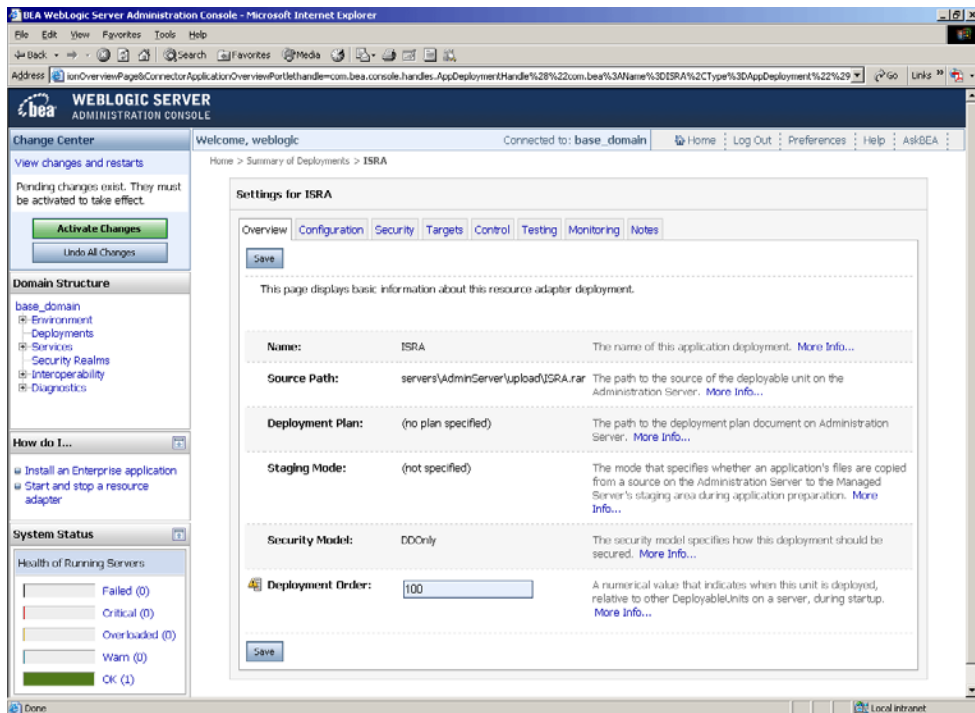 BEA WebLogic Server Administration Console - Microsoft Internet Explorer
File Edit View Favorites Tools Help
Back Search Favorites Media
Address ionOverviewPage&ConnectorApplicationOverviewPortlethandle=com.bea.console.handles.AppDeploymentHandle%28%22com.bea%3AName%3DISRA%2CType%3DAppDeployment%22%29 Go Links »
bea WEBLOGIC SERVER
ADMINISTRATION CONSOLE
Change Center
View changes and restarts
Pending changes exist. They must
be activated to take effect.
Activate Changes
Undo All Changes
Domain Structure
base_domain
Environment
Deployments
Services
Security Realms
Interoperability
Diagnostics
How do I...
Install an Enterprise application
Start and stop a resource
adapter
System Status
Health of Running Servers
Failed (0)
Critical (0)
Overloaded (0)
Warn (0)
OK (1)
Welcome, weblogic Connected to: base_domain Home Log Out Preferences Help AskBEA
Home > Summary of Deployments > ISRA
Settings for ISRA
Overview Configuration Security Targets Control Testing Monitoring Notes
Save
This page displays basic information about this resource adapter deployment.
Name: ISRA The name of this application deployment. More Info...
Source Path: servers\AdminServer\upload\ISRA.rar The path to the source of the deployable unit on the
Administration Server. More Info...
Deployment Plan: (no plan specified) The path to the deployment plan document on Administration
Server. More Info...
Staging Mode: (not specified) The mode that specifies whether an application's files are copied
from a source on the Administration Server to the Managed
Server's staging area during application preparation. More
Info...
Security Model: DDOnly The security model specifies how this deployment should be
secured. More Info...
Deployment Order: 100 A numerical value that indicates when this unit is deployed,
relative to other DeployableUnits on a server, during startup.
More Info...
Save
Done Local intranet